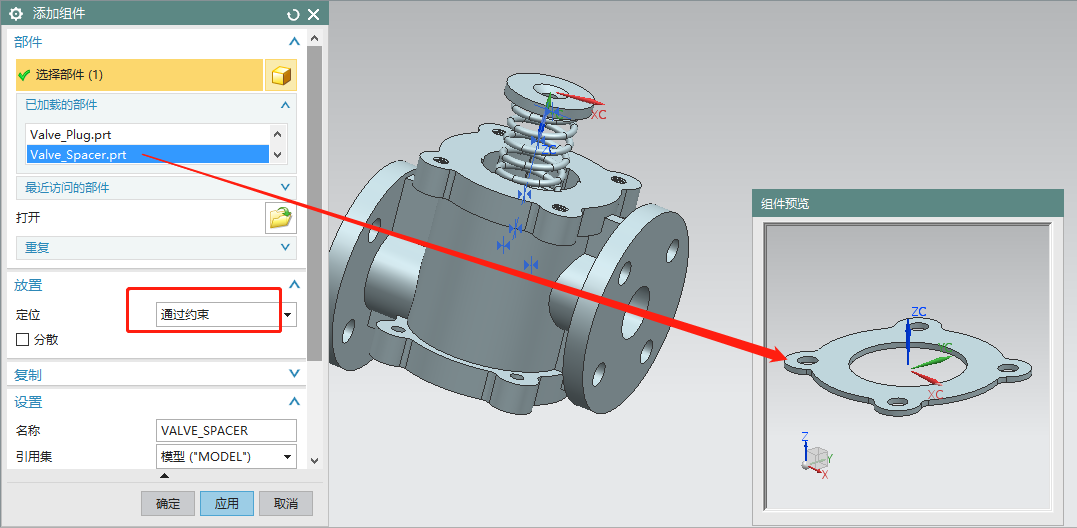 添加组件
部件
选择部件 (1)
已加载的部件
Valve_Plug.prt
Valve_Spacer.prt
最近访问的部件
打开
重复
放置
定位 通过约束
分散
复制
设置
名称 VALVE_SPACER
引用集 模型 ("MODEL")
确定 应用 取消
XC
组件预览
ZC
YC
XC
Z
Y
X